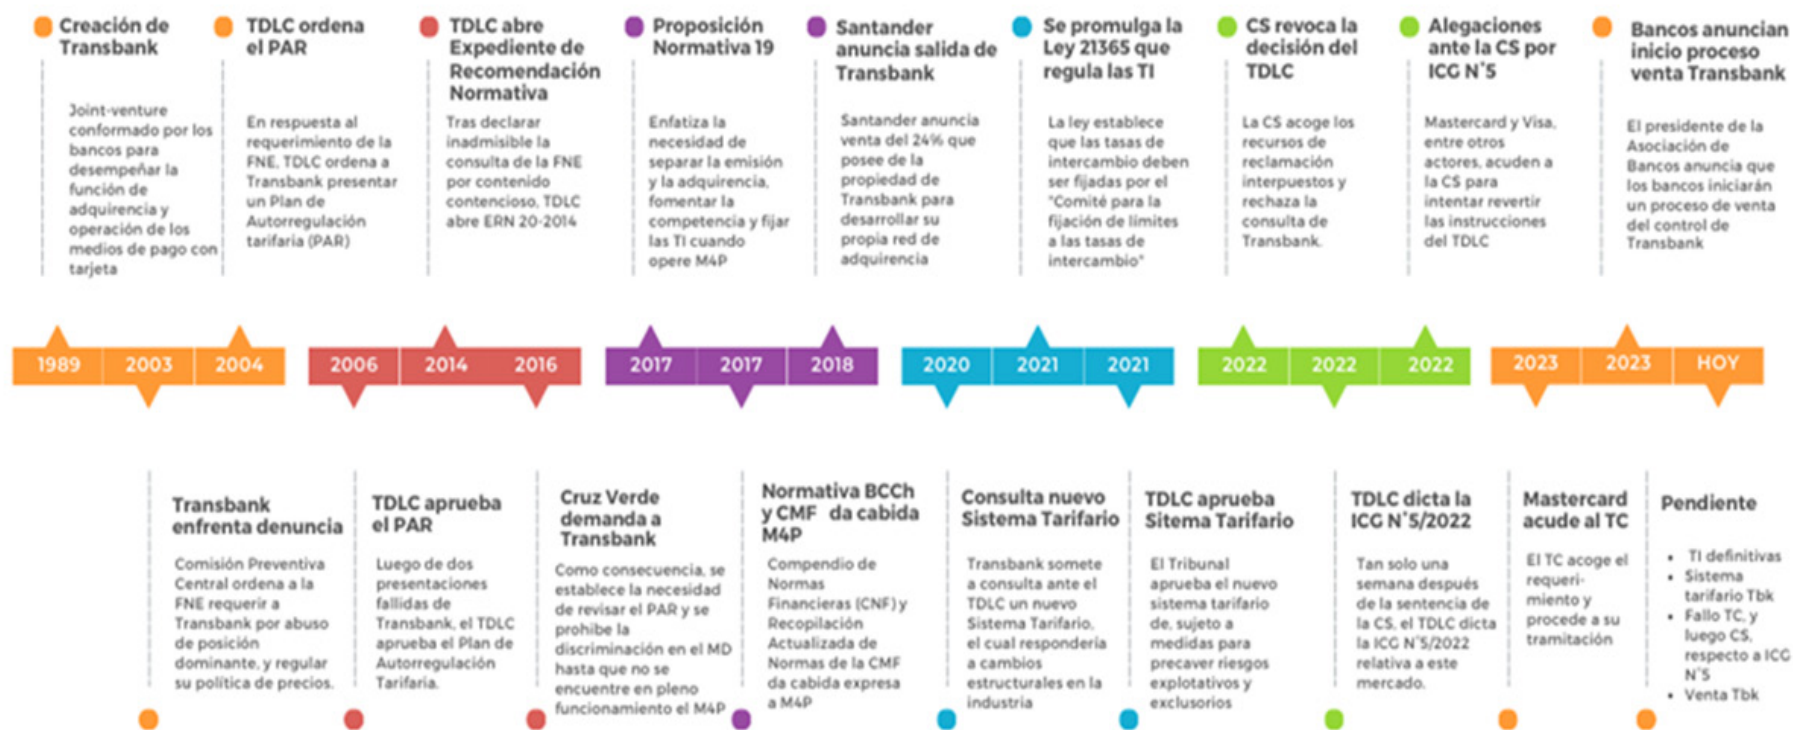 Creación de
Transbank
Joint-venture
conformado por los
bancos para
desempeñar la
función de
adquirencia y
operación de los
medios de pago con
tarjeta
TDLC ordena
el PAR
En respuesta al
requerimiento de la
FNE, TDLC ordena a
Transbank presentar
un Plan de
Autorregulación
tarifaria (PAR)
TDLC abre
Expediente de
Recomendación
Normativa
Tras declarar
inadmisible la
consulta de la FNE
por contenido
contencioso, TDLC
abre ERN 20-2014
Proposición
Normativa 19
Enfatiza la
necesidad de
separar la emisión
y la adquirencia,
fomentar la
competencia y fijar
las TI cuando
opere M4P
Santander
anuncia salida de
Transbank
Santander anuncia
venta del 24% que
posee de la
propiedad de
Transbank para
desarrollar su
propia red de
adquirencia
Se promulga la
Ley 21365 que
regula las TI
La ley establece
que las tasas de
intercambio deben
ser fijadas por el
"Comité para la
fijación de límites
a las tasas de
intercambio"
CS revoca la
decisión del
TDLC
La CS acoge los
recursos de
reclamación
interpuestos y
rechaza la
consulta de
Transbank.
Alegaciones
ante la CS por
ICG N°5
Mastercard y Visa,
entre otros
actores, acuden a
la CS para
intentar revertir
las instrucciones
del TDLC
Bancos anuncian
inicio proceso
venta Transbank
El presidente de la
Asociación de
Bancos anuncia que
los bancos iniciarán
un proceso de venta
del control de
Transbank
1989 2003 2004 2006 2014 2016 2017 2017 2018 2020 2021 2021 2022 2022 2022 2023 2023 HOY
Transbank
enfrenta denuncia
Comisión Preventiva
Central ordena a la
FNE requerir a
Transbank por abuso
de posición
dominante, y regular
su política de precios.
TDLC aprueba
el PAR
Luego de dos
presentaciones
fallidas de
Transbank, el TDLC
aprueba el Plan de
Autorregulación
Tarifaria.
Cruz Verde
demanda a
Transbank
Como consecuencia, se
establece la necesidad
de revisar el PAR y se
prohibe la
discriminación en el MD
hasta que no se
encuentre en pleno
funcionamiento el M4P
Normativa BCCh
y CMF da cabida
M4P
Compendio de
Normas
Financieras (CNF) y
Recopilación
Actualizada de
Normas de la CMF
da cabida expresa
a M4P
Consulta nuevo
Sistema Tarifario
Transbank somete
a consulta ante el
TDLC un nuevo
Sistema Tarifario,
el cual respondería
a cambios
estructurales en la
industria
TDLC aprueba
Sitema Tarifario
El Tribunal
aprueba el nuevo
sistema tarifario
de, sujeto a
medidas para
precaver riesgos
explotativos y
exclusorios
TDLC dicta la
ICG N°5/2022
Tan solo una
semana después
de la sentencia de
la CS, el TDLC dicta
la ICG N°5/2022
relativa a este
mercado.
Mastercard
acude al TC
El TC acoge el
requeri-
miento y
procede a su
tramitación
Pendiente
• TI definitivas
• Sistema
tarifario Tbk
• Fallo TC, y
luego CS,
respecto a ICG
N°5
• Venta Tbk